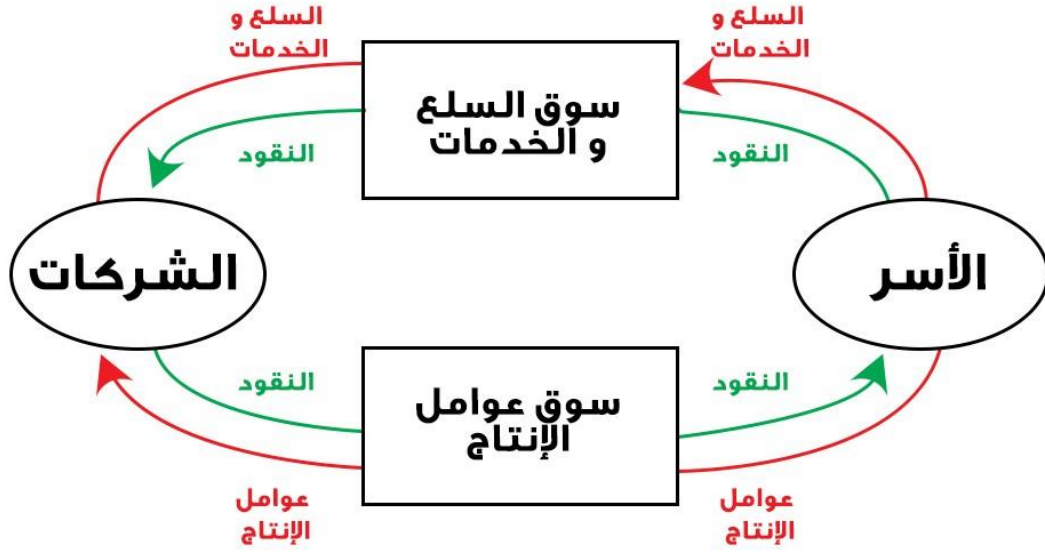 السلع و
الخدمات
السلع و
الخدمات
سوق السلع
و الخدمات
النقود
النقود
الأسر
الشركات
النقود
النقود
سوق عوامل
الإنتاج
عوامل
الإنتاج
عوامل
الإنتاج